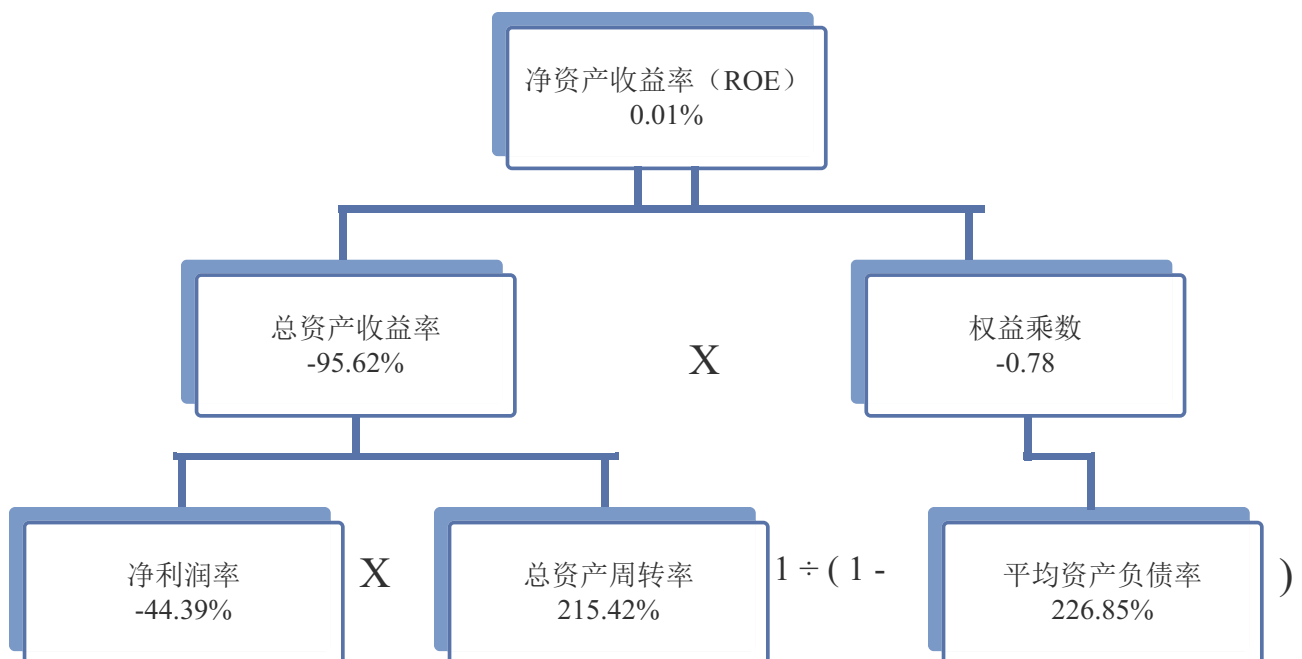 净资产收益率（ROE）
0.01%
总资产收益率
-95.62%
X
权益乘数
-0.78
净利润率
-44.39%
X
总资产周转率
215.42%
1 ÷ ( 1 -
平均资产负债率
226.85%
)